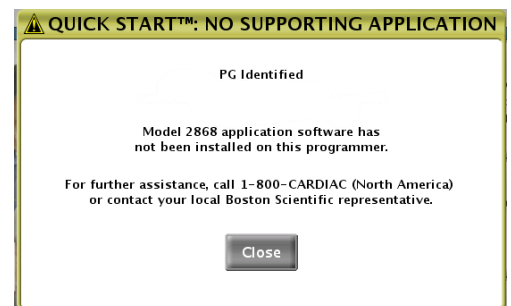 QUICK START™: NO SUPPORTING APPLICATION
PG Identified
Model 2868 application software has
not been installed on this programmer.
For further assistance, call 1-800-CARDIAC (North America)
or contact your local Boston Scientific representative.
Close